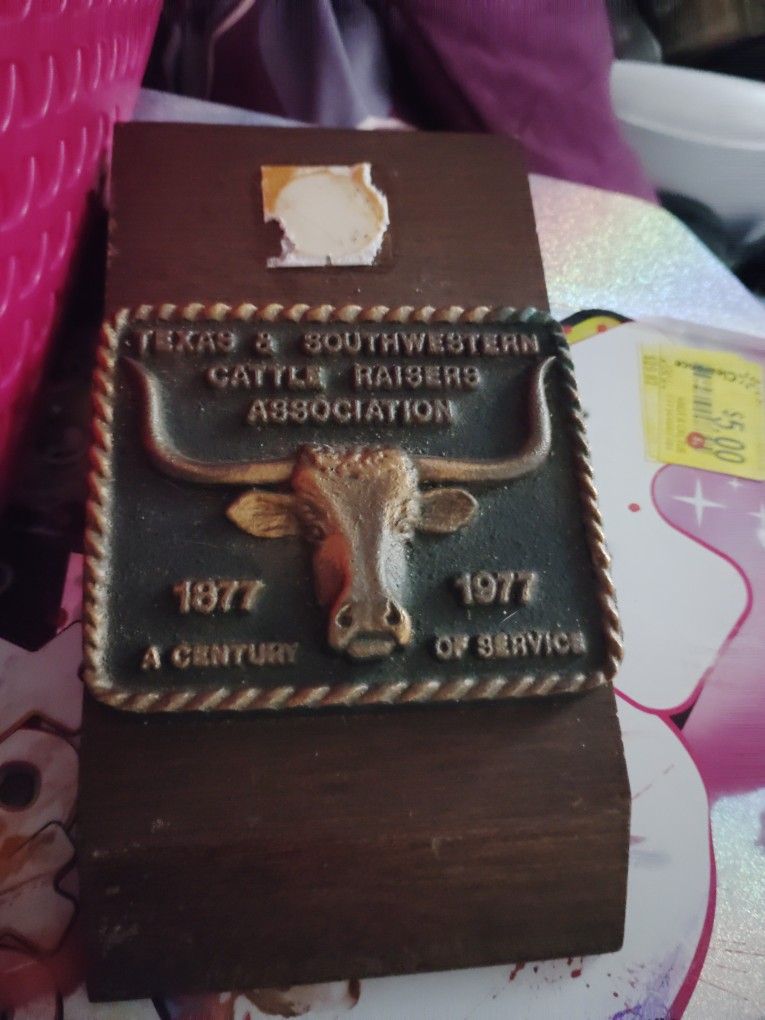 TEXAS & SOUTHWESTERN
CATTLE RAISERS
ASSOCIATION
1877 1977
A CENTURY OF SERVICE
$5.00